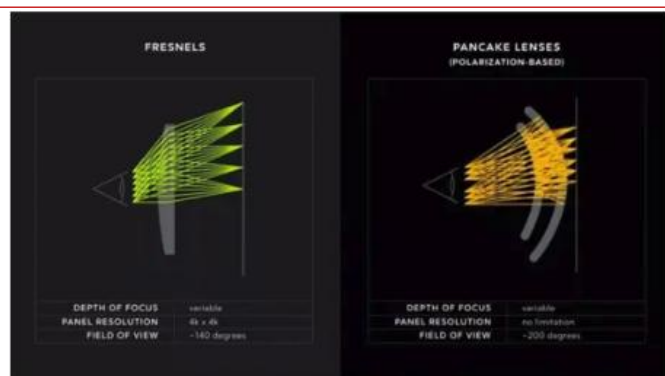 FRESNELS
DEPTH OF FOCUS variable
PANEL RESOLUTION 4k x 4k
FIELD OF VIEW ~140 degrees
PANCAKE LENSES
(POLARIZATION-BASED)
DEPTH OF FOCUS variable
PANEL RESOLUTION no limitation
FIELD OF VIEW ~200 degrees